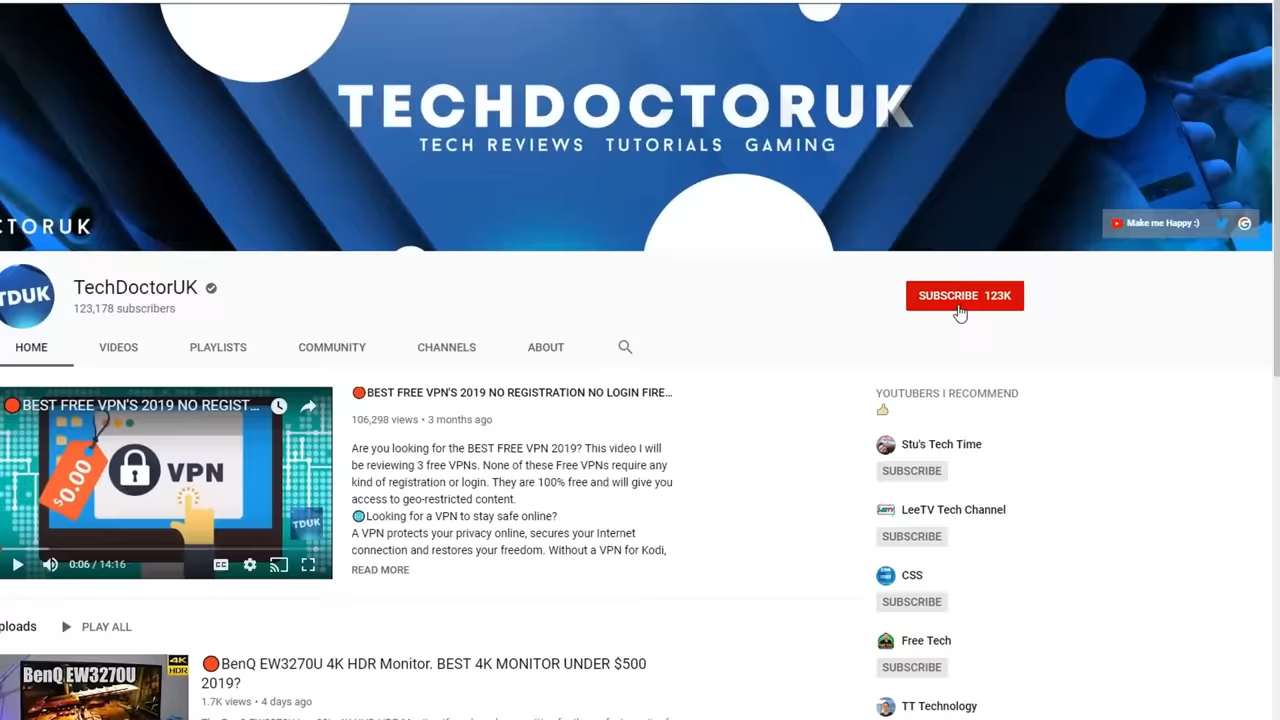 TECHDOCTORUK
TECH REVIEWS TUTORIALS GAMING
CTORUK
Make me Happy :)
TDUK
TechDoctorUK
123,178 subscribers
SUBSCRIBE 123K
HOME VIDEOS PLAYLISTS COMMUNITY CHANNELS ABOUT
BEST FREE VPN'S 2019 NO REGIST...
$0.00
VPN
TDUK
CC
0:06 / 14:16
BEST FREE VPN'S 2019 NO REGISTRATION NO LOGIN FIRE...
106,298 views • 3 months ago
Are you looking for the BEST FREE VPN 2019? This video I will
be reviewing 3 free VPNs. None of these Free VPNs require any
kind of registration or login. They are 100% free and will give you
access to geo-restricted content.
Looking for a VPN to stay safe online?
A VPN protects your privacy online, secures your Internet
connection and restores your freedom. Without a VPN for Kodi,
READ MORE
YOUTUBERS I RECOMMEND
Stu's Tech Time
SUBSCRIBE
LeeTV Tech Channel
SUBSCRIBE
CSS
SUBSCRIBE
Free Tech
SUBSCRIBE
TT Technology
ploads PLAY ALL
BenQ EW3270U
4K
HDR
BenQ EW3270U 4K HDR Monitor. BEST 4K MONITOR UNDER $500
2019?
1.7K views • 4 days ago